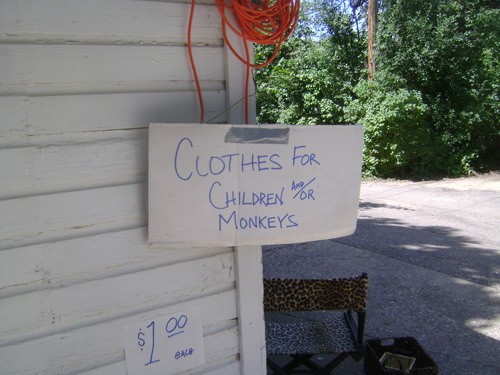 CLOTHES FOR
CHILDREN AND/OR
MONKEYS
$1 00
EACH